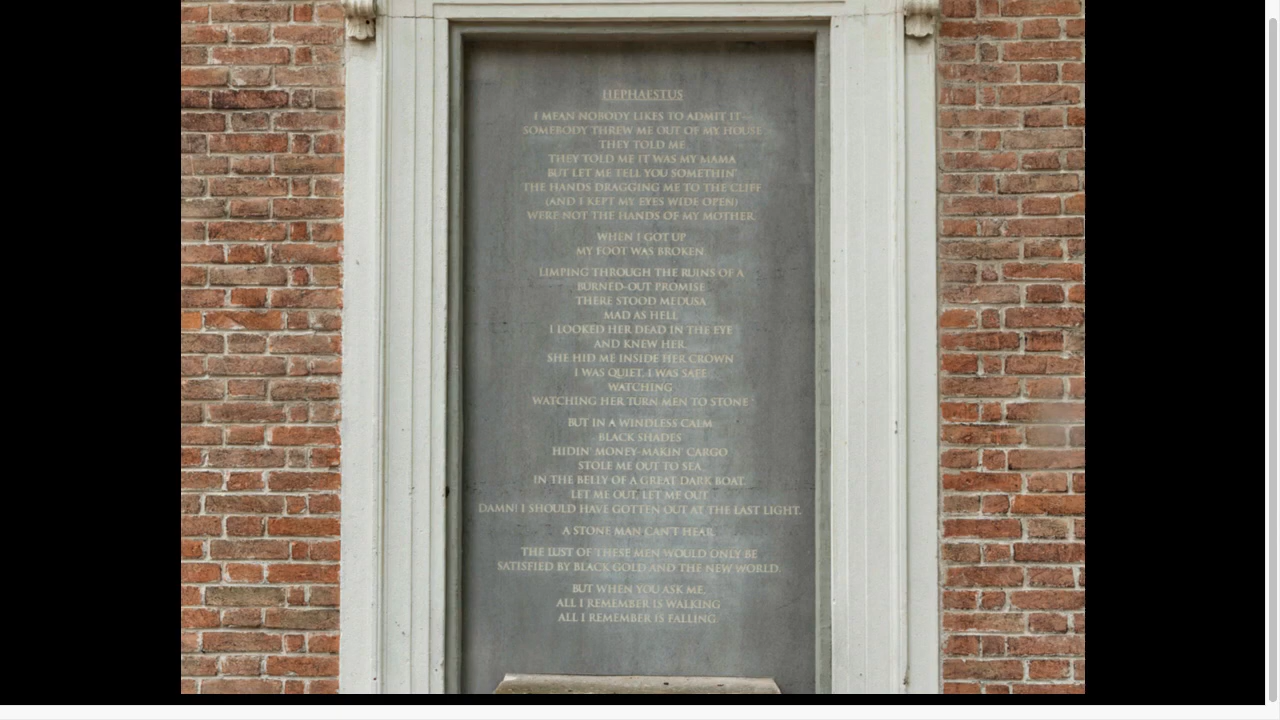 HEPHAESTUS
I MEAN NOBODY LIKES TO ADMIT IT—
SOMEBODY THREW ME OUT OF MY HOUSE
THEY TOLD ME
THEY TOLD ME IT WAS MY MAMA
BUT LET ME TELL YOU SOMETHIN'
THE HANDS DRAGGING ME TO THE CLIFF
(AND I KEPT MY EYES WIDE OPEN)
WERE NOT THE HANDS OF MY MOTHER.
WHEN I GOT UP
MY FOOT WAS BROKEN.
LIMPING THROUGH THE RUINS OF A
BURNED-OUT PROMISE
THERE STOOD MEDUSA
MAD AS HELL
I LOOKED HER DEAD IN THE EYE
AND KNEW HER.
SHE HID ME INSIDE HER CROWN
I WAS QUIET. I WAS SAFE
WATCHING
WATCHING HER TURN MEN TO STONE
BUT IN A WINDLESS CALM
BLACK SHADES
HIDIN' MONEY-MAKIN' CARGO
STOLE ME OUT TO SEA.
IN THE BELLY OF A GREAT DARK BOAT.
LET ME OUT, LET ME OUT
DAMN! I SHOULD HAVE GOTTEN OUT AT THE LAST LIGHT.
A STONE MAN CAN'T HEAR.
THE LUST OF THESE MEN WOULD ONLY BE
SATISFIED BY BLACK GOLD AND THE NEW WORLD.
BUT WHEN YOU ASK ME,
ALL I REMEMBER IS WALKING
ALL I REMEMBER IS FALLING